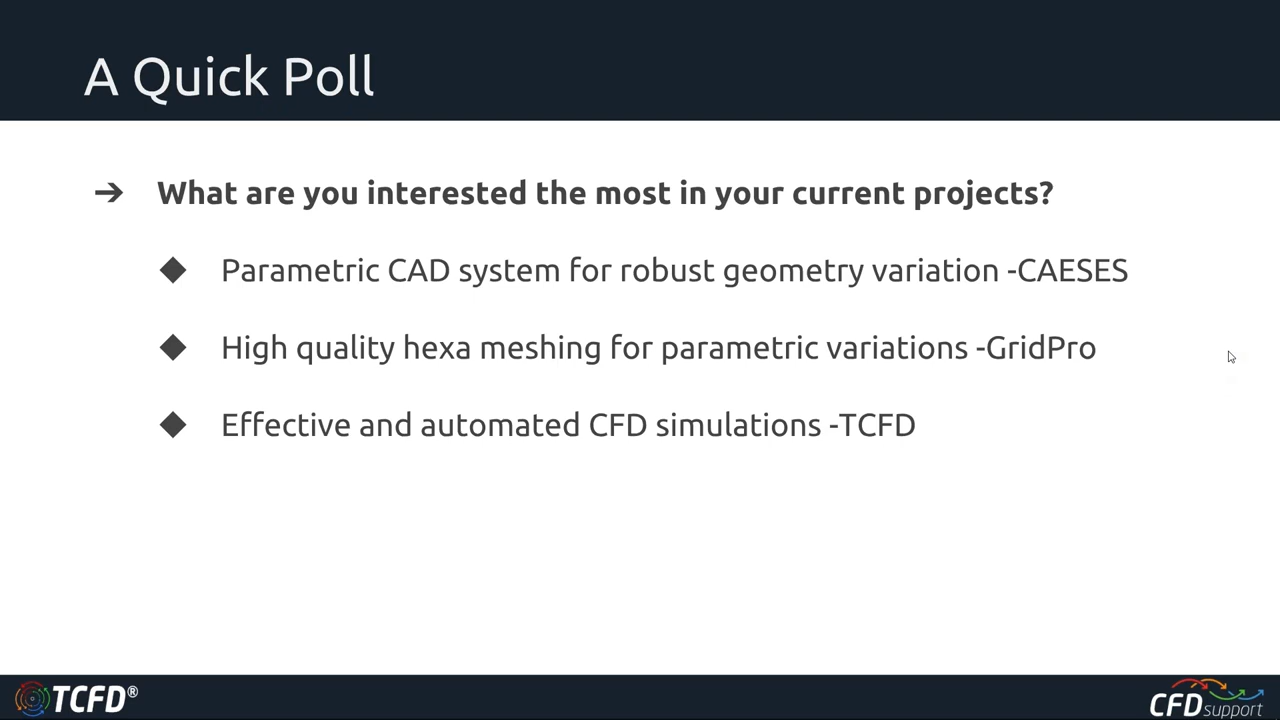 A Quick Poll
➔ What are you interested the most in your current projects?
◆ Parametric CAD system for robust geometry variation -CAESES
◆ High quality hexa meshing for parametric variations -GridPro
◆ Effective and automated CFD simulations -TCFD
TCFD®
CFD support